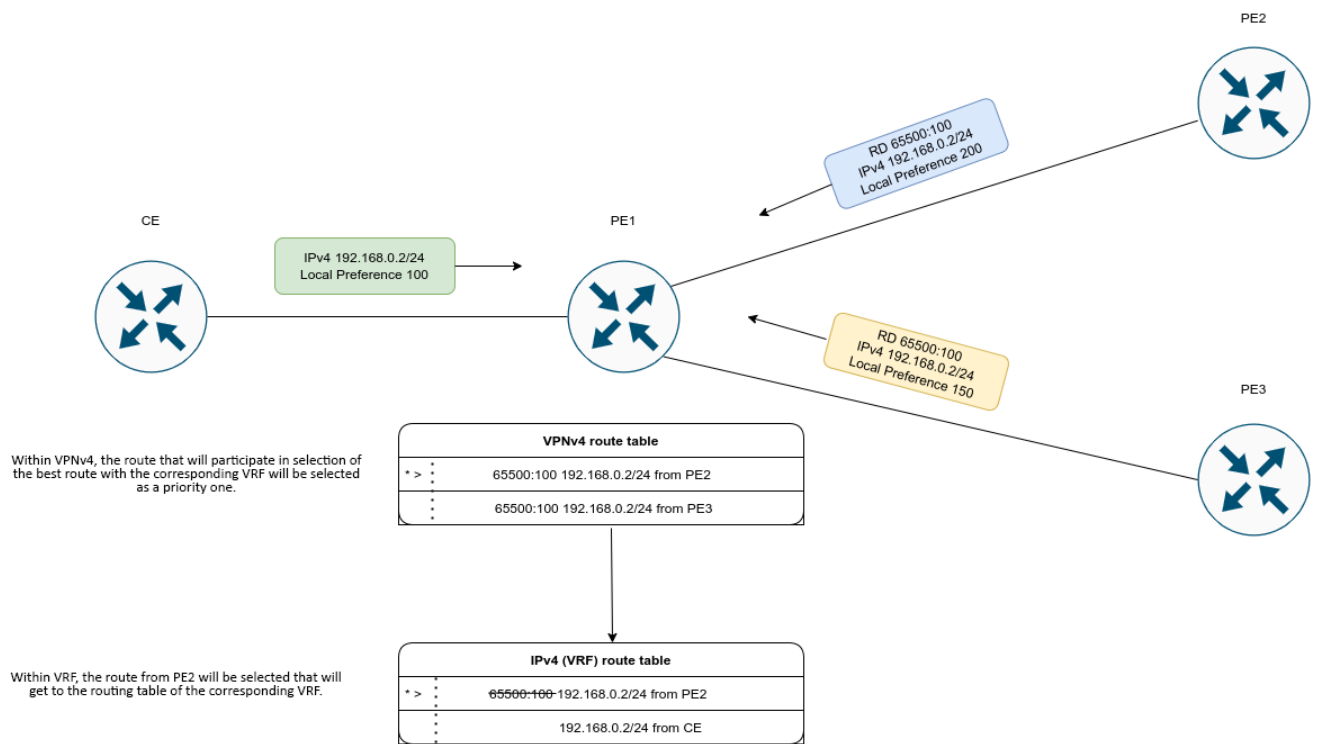 PE2
RD 65500:100
IPv4 192.168.0.2/24
Local Preference 200
CE
PE1
IPv4 192.168.0.2/24
Local Preference 100
RD 65500:100
IPv4 192.168.0.2/24
Local Preference 150
PE3
Within VPNv4, the route that will participate in selection of
the best route with the corresponding VRF will be selected
as a priority one.
VPNv4 route table
* > 65500:100 192.168.0.2/24 from PE2
65500:100 192.168.0.2/24 from PE3
Within VRF, the route from PE2 will be selected that will
get to the routing table of the corresponding VRF.
IPv4 (VRF) route table
* > 65500:100 192.168.0.2/24 from PE2
192.168.0.2/24 from CE